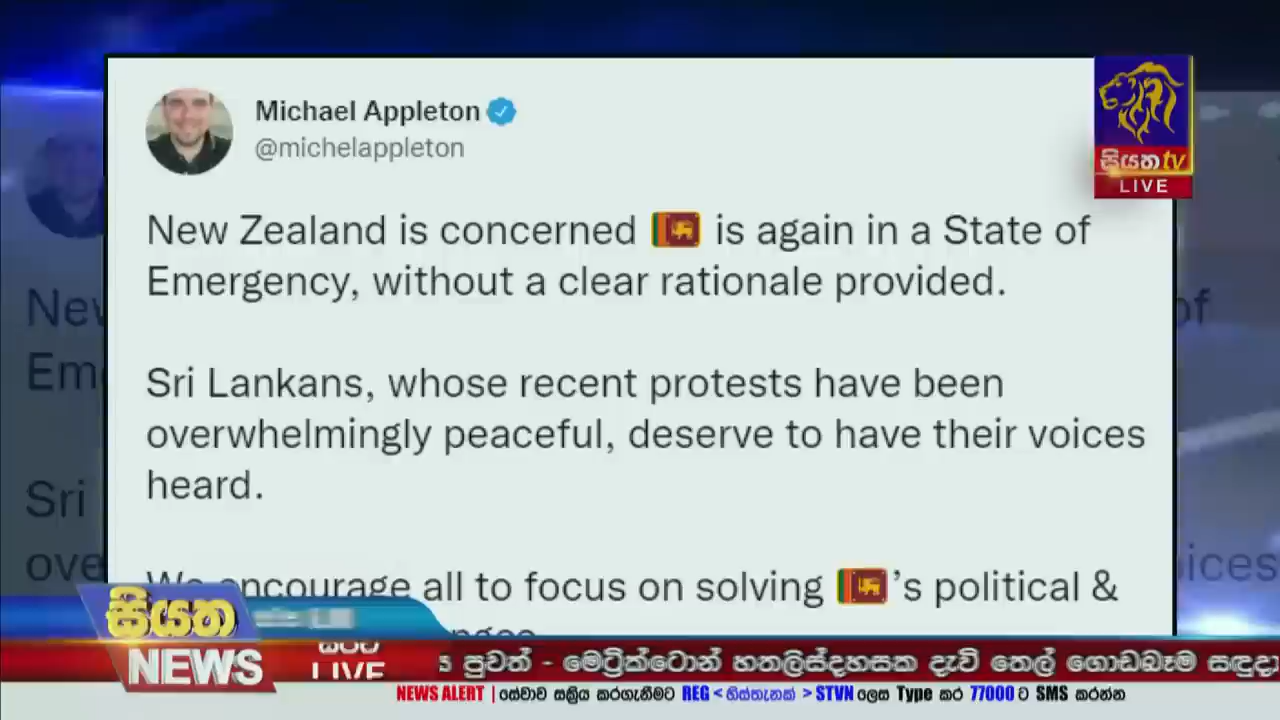 Michael Appleton
@michelappleton
සියත tv
LIVE
New Zealand is concerned 🇱🇰 is again in a State of
Emergency, without a clear rationale provided.
Sri Lankans, whose recent protests have been
overwhelmingly peaceful, deserve to have their voices
heard.
We encourage all to focus on solving 🇱🇰's political &
සියත
NEWS
LIVE
පුවත් - මෙට්‍රික්ටොන් හතලිස්දහසක දැවි තෙල් ගොඩබෑම සඳුදා
NEWS ALERT | සේවාව සක්‍රිය කරගැනීමට REG < හිස්තැනක් > STVN ලෙස Type කර 77000 ට SMS කරන්න